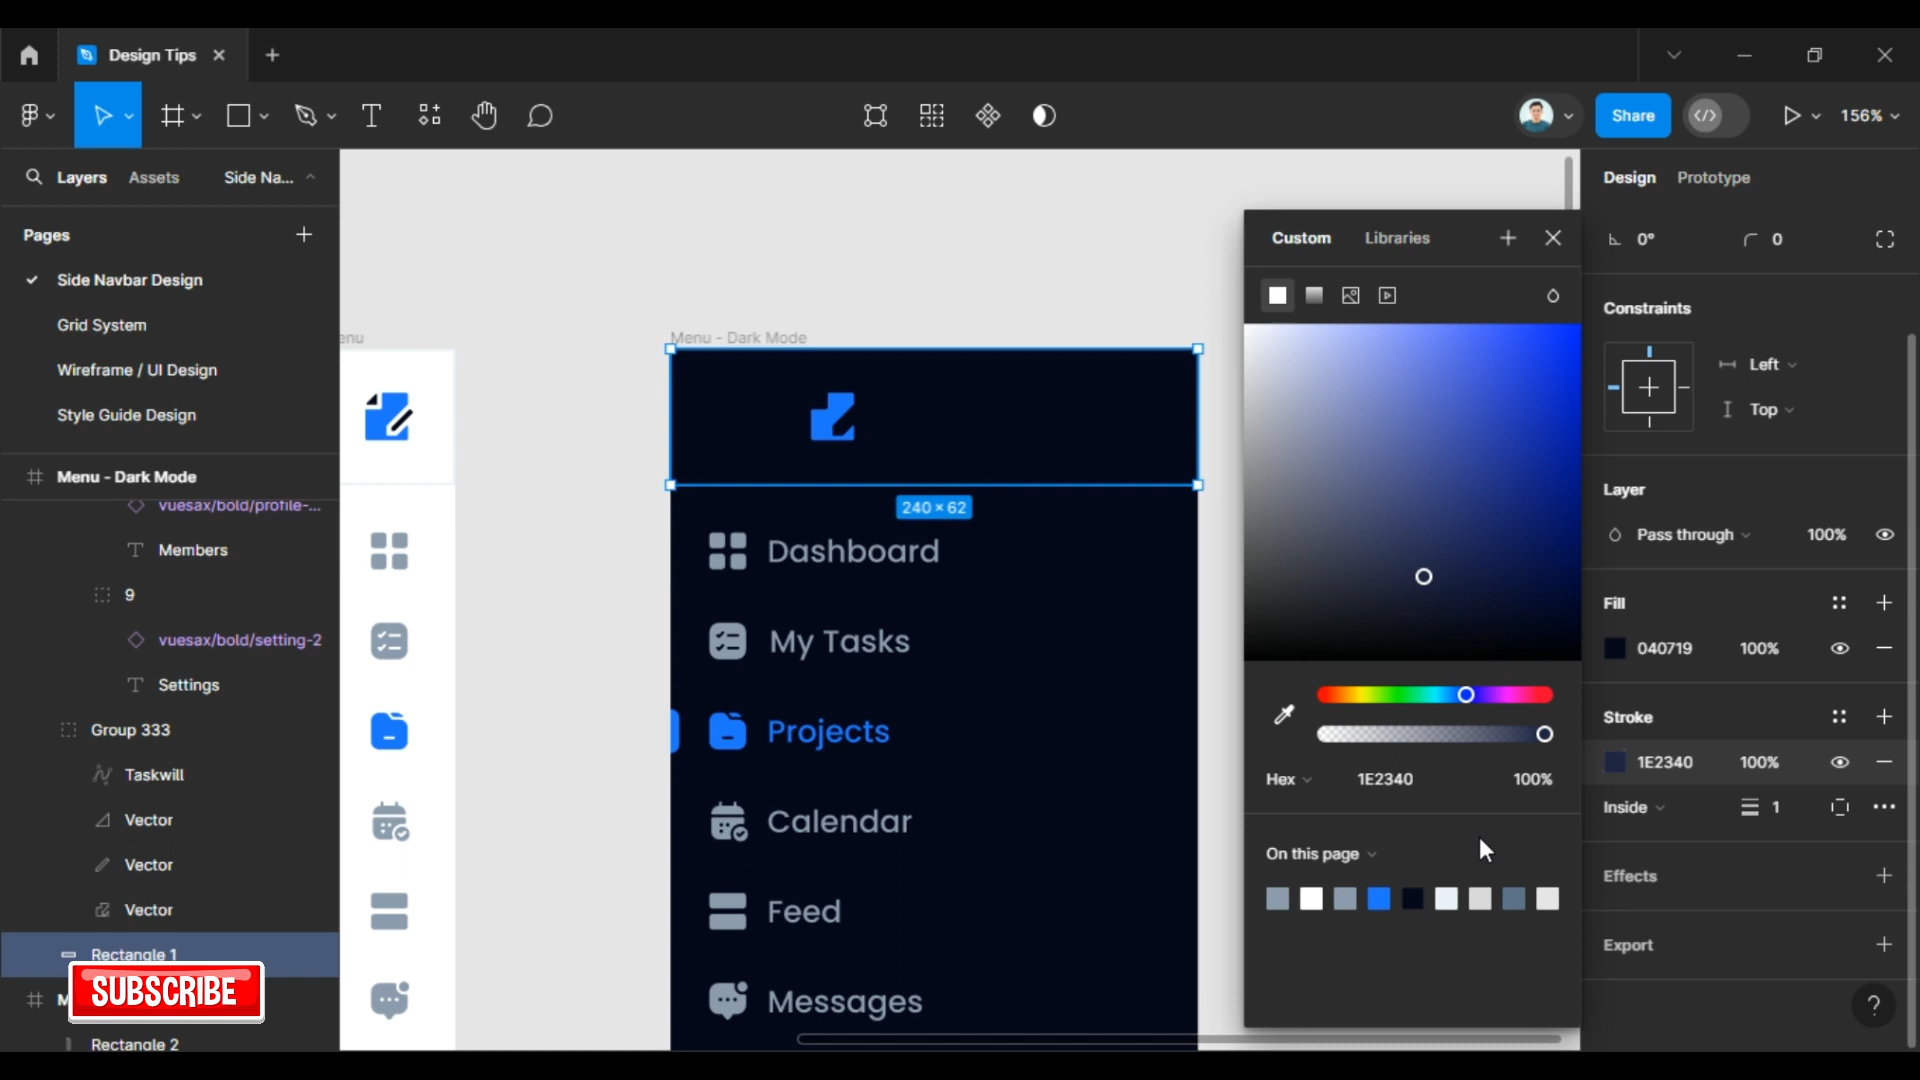 Design Tips
Share
156%
Layers
Assets
Side Na...
Design
Prototype
Pages
Side Navbar Design
Grid System
Wireframe / UI Design
Style Guide Design
Menu - Dark Mode
vuesax/bold/profile-...
Members
9
vuesax/bold/setting-2
Settings
Group 333
Taskwill
Vector
Vector
Vector
Rectangle 1
SUBSCRIBE
M
Rectangle 2
enu
Menu - Dark Mode
240 × 62
Dashboard
My Tasks
Projects
Calendar
Feed
Messages
Custom
Libraries
Hex
1E2340
100%
On this page
0°
0
Constraints
Left
Top
Layer
Pass through
100%
Fill
040719
100%
Stroke
1E2340
100%
Inside
1
Effects
Export
?